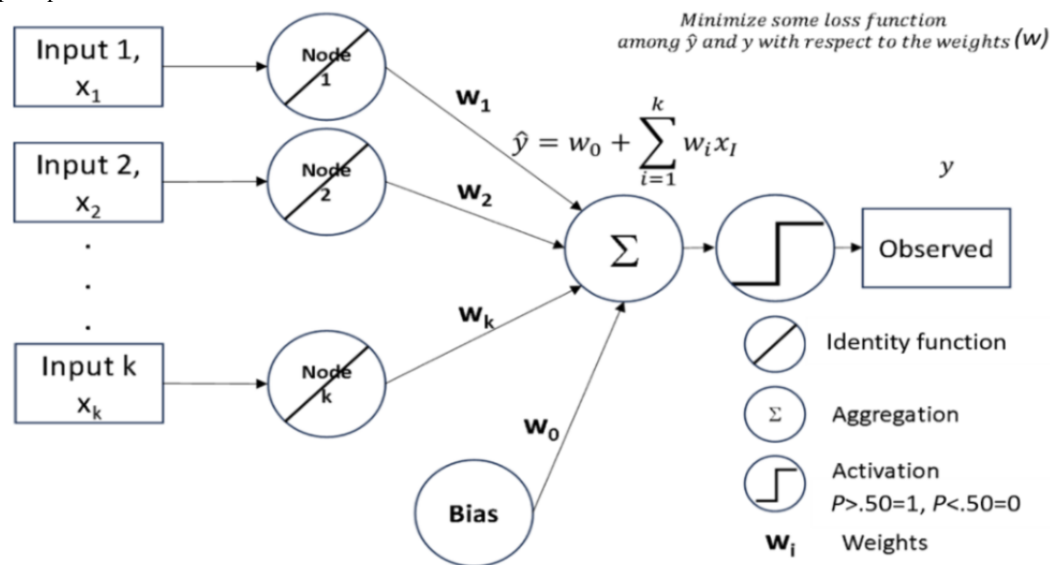 Minimize some loss function
among ŷ and y with respect to the weights (w)
Input 1,
x₁
Node
1
w₁
ŷ = w₀ + ∑ᵢ₌₁ᵏ wᵢx_I
Input 2,
x₂
Node
2
w₂
y
Σ
Observed
.
.
.
Input k
xₖ
Node
k
wₖ
w₀
Bias
Identity function
Σ Aggregation
Activation
P>.50=1, P<.50=0
wᵢ Weights